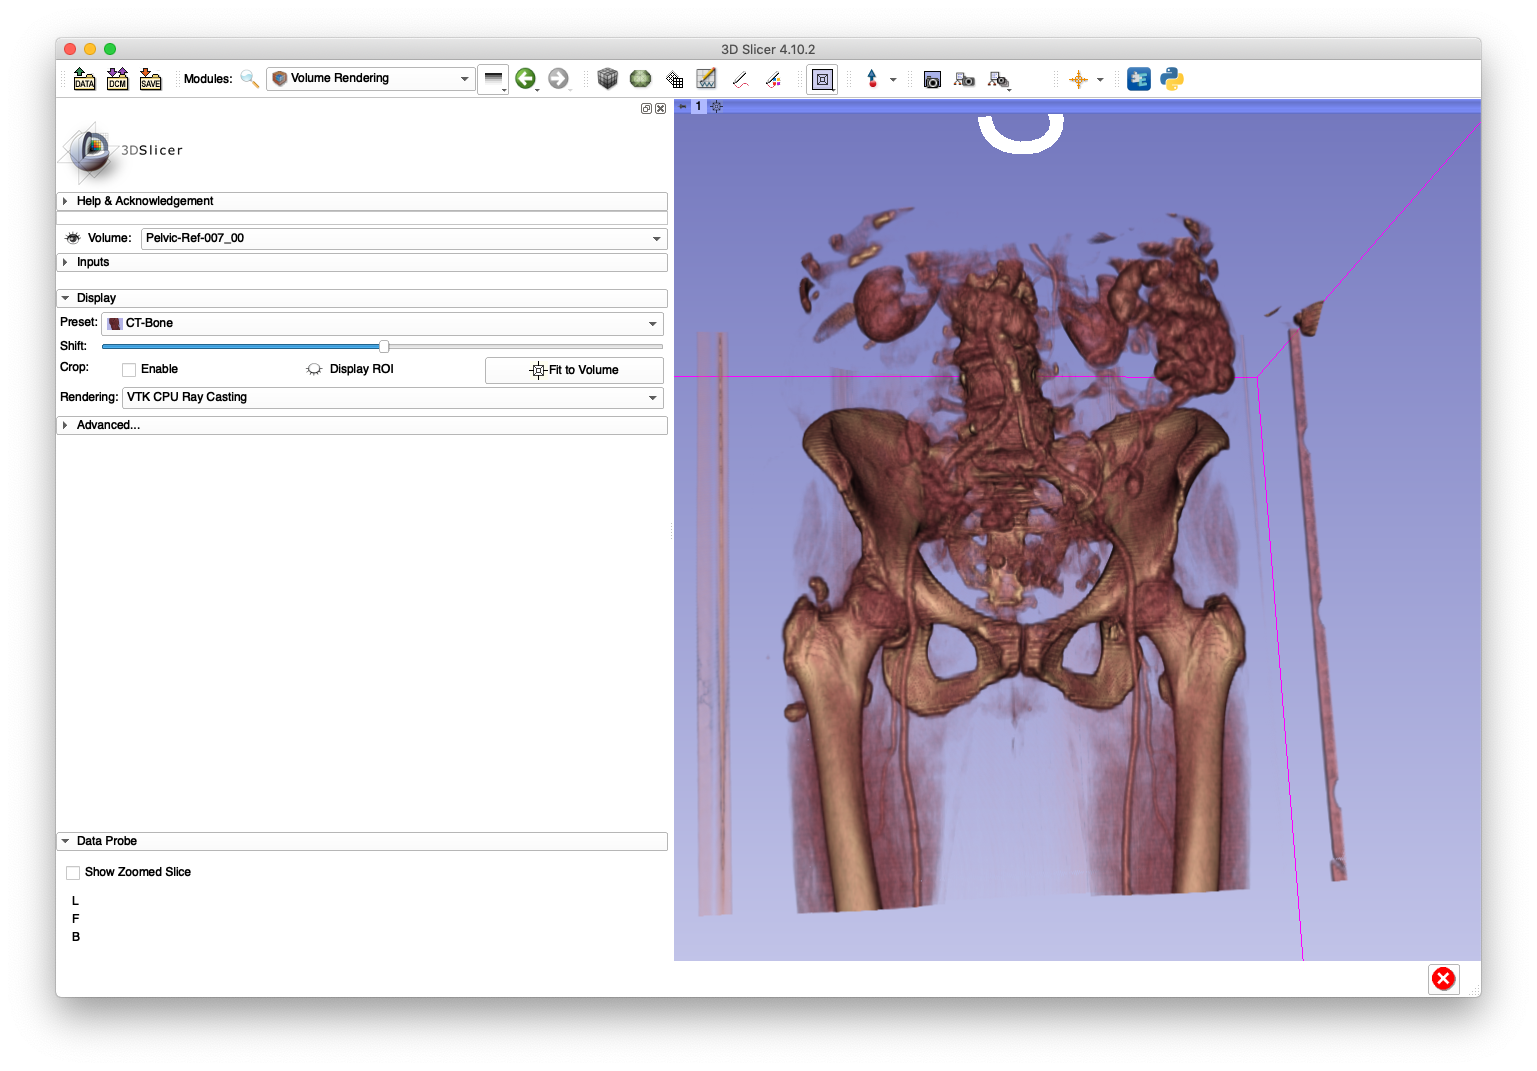 3D Slicer 4.10.2
DATA DCM SAVE Modules: Volume Rendering
1
3DSlicer
Help & Acknowledgement
Volume: Pelvic-Ref-007_00
Inputs
Display
Preset: CT-Bone
Shift:
Crop: Enable Display ROI Fit to Volume
Rendering: VTK CPU Ray Casting
Advanced...
Data Probe
Show Zoomed Slice
L
F
B